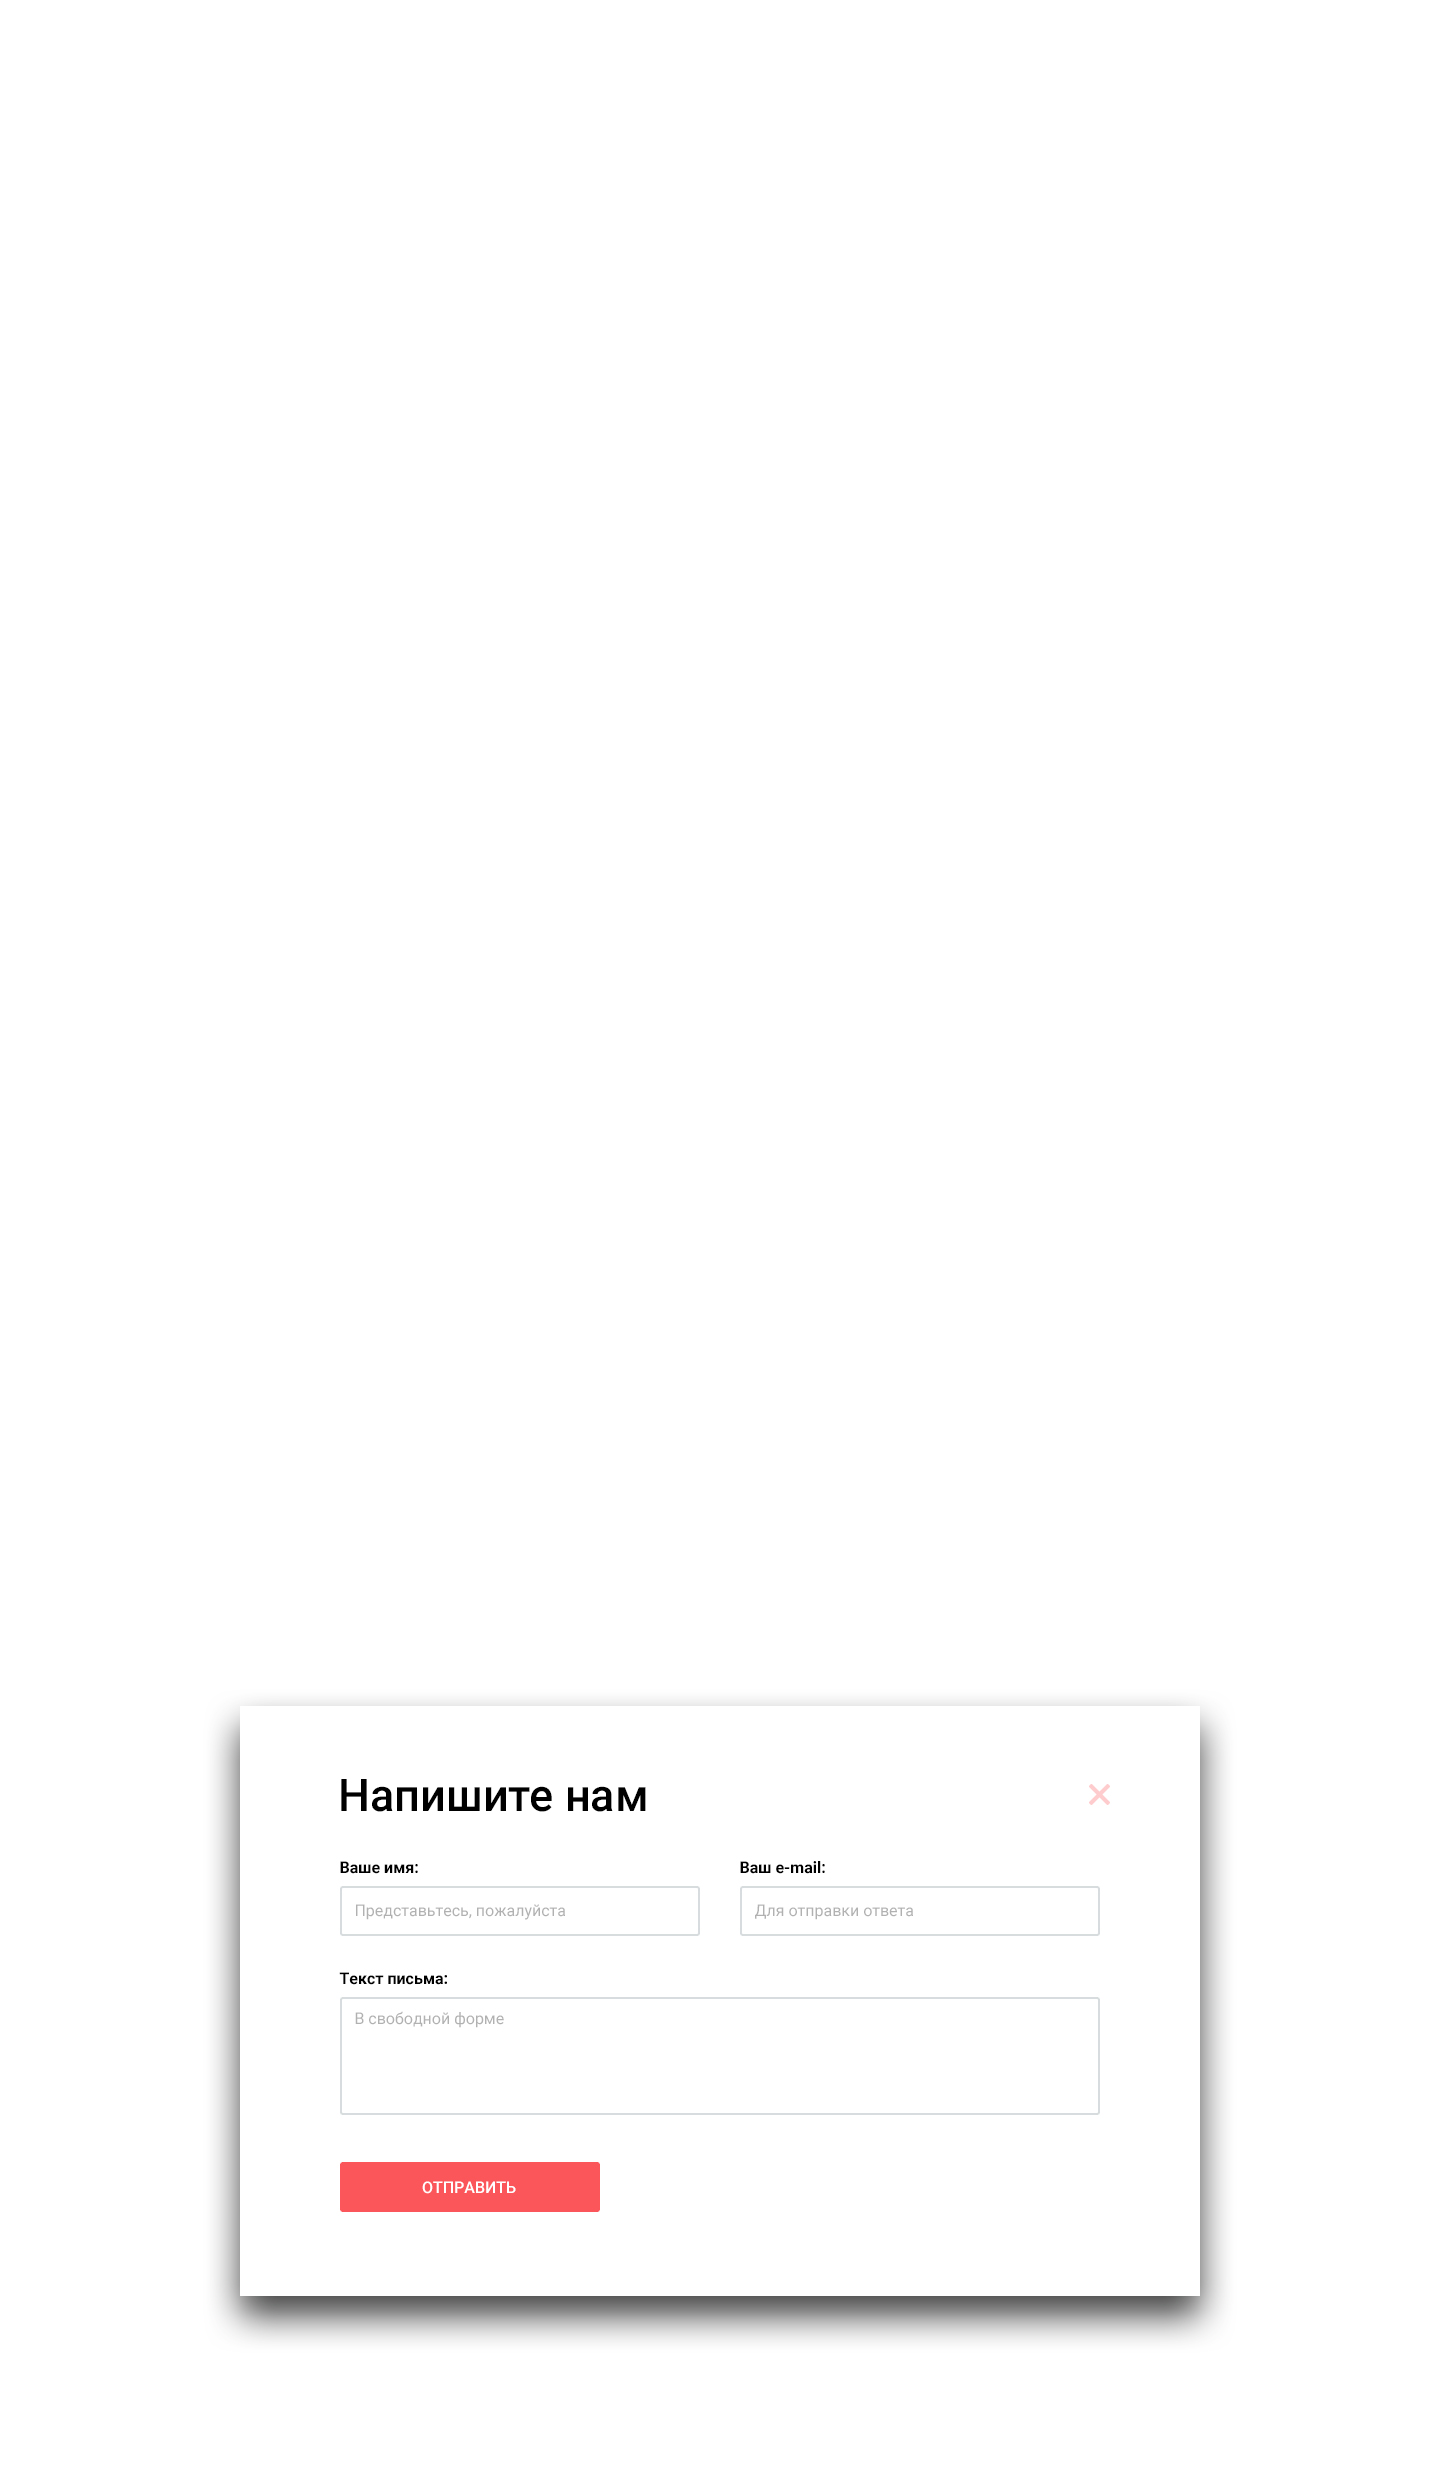 Напишите нам
Ваше имя:
Ваш e-mail:
Представьтесь, пожалуйста
Для отправки ответа
Текст письма:
В свободной форме
ОТПРАВИТЬ